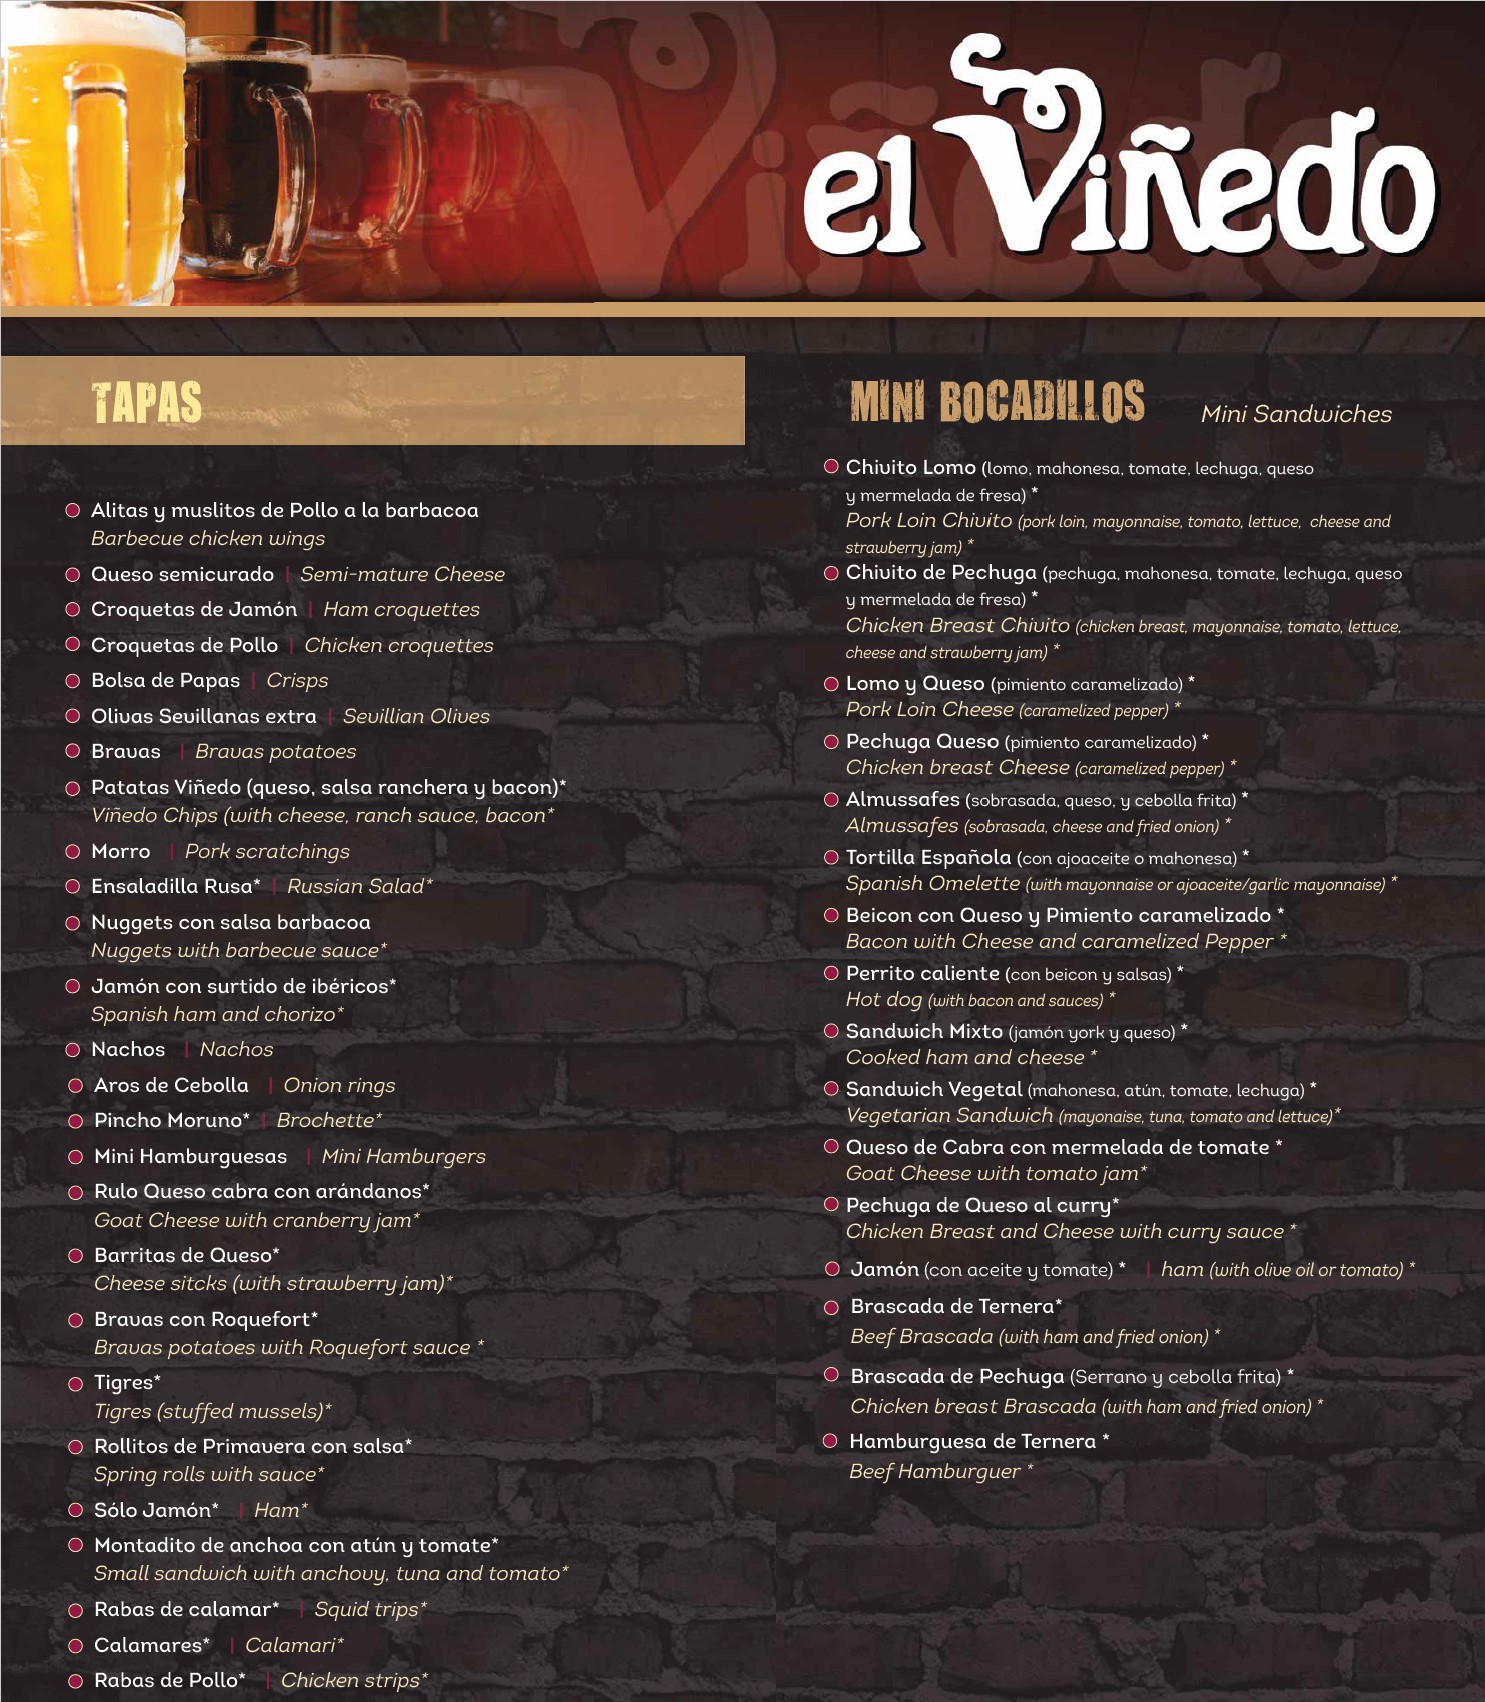 el Viñedo
TAPAS
Alitas y muslitos de Pollo a la barbacoa
Barbecue chicken wings
Queso semicurado | Semi-mature Cheese
Croquetas de Jamón | Ham croquettes
Croquetas de Pollo | Chicken croquettes
Bolsa de Papas | Crisps
Olivas Sevillanas extra | Sevillian Olives
Bravas | Bravas potatoes
Patatas Viñedo (queso, salsa ranchera y bacon)*
Viñedo Chips (with cheese, ranch sauce, bacon*
Morro | Pork scratchings
Ensaladilla Rusa* | Russian Salad*
Nuggets con salsa barbacoa
Nuggets with barbecue sauce*
Jamón con surtido de ibéricos*
Spanish ham and chorizo*
Nachos | Nachos
Aros de Cebolla | Onion rings
Pincho Moruno* | Brochette*
Mini Hamburguesas | Mini Hamburgers
Rulo Queso cabra con arándanos*
Goat Cheese with cranberry jam*
Barritas de Queso*
Cheese sitcks (with strawberry jam)*
Bravas con Roquefort*
Bravas potatoes with Roquefort sauce *
Tigres*
Tigres (stuffed mussels)*
Rollitos de Primavera con salsa*
Spring rolls with sauce*
Sólo Jamón* | Ham*
Montadito de anchoa con atún y tomate*
Small sandwich with anchovy, tuna and tomato*
Rabas de calamar* | Squid trips*
Calamares* | Calamari*
Rabas de Pollo* | Chicken strips*
MINI BOCADILLOS Mini Sandwiches
Chivito Lomo (lomo, mahonesa, tomate, lechuga, queso
y mermelada de fresa) *
Pork Loin Chivito (pork loin, mayonnaise, tomato, lettuce, cheese and
strawberry jam) *
Chivito de Pechuga (pechuga, mahonesa, tomate, lechuga, queso
y mermelada de fresa) *
Chicken Breast Chivito (chicken breast, mayonnaise, tomato, lettuce,
cheese and strawberry jam) *
Lomo y Queso (pimiento caramelizado) *
Pork Loin Cheese (caramelized pepper) *
Pechuga Queso (pimiento caramelizado) *
Chicken breast Cheese (caramelized pepper) *
Almussafes (sobrasada, queso, y cebolla frita) *
Almussafes (sobrasada, cheese and fried onion) *
Tortilla Española (con ajoaceite o mahonesa) *
Spanish Omelette (with mayonnaise or ajoaceite/garlic mayonnaise) *
Beicon con Queso y Pimiento caramelizado *
Bacon with Cheese and caramelized Pepper *
Perrito caliente (con beicon y salsas) *
Hot dog (with bacon and sauces) *
Sandwich Mixto (jamón york y queso) *
Cooked ham and cheese *
Sandwich Vegetal (mahonesa, atún, tomate, lechuga) *
Vegetarian Sandwich (mayonaise, tuna, tomato and lettuce)*
Queso de Cabra con mermelada de tomate *
Goat Cheese with tomato jam*
Pechuga de Queso al curry*
Chicken Breast and Cheese with curry sauce *
Jamón (con aceite y tomate) * | ham (with olive oil or tomato) *
Brascada de Ternera*
Beef Brascada (with ham and fried onion) *
Brascada de Pechuga (Serrano y cebolla frita) *
Chicken breast Brascada (with ham and fried onion) *
Hamburguesa de Ternera *
Beef Hamburguer *